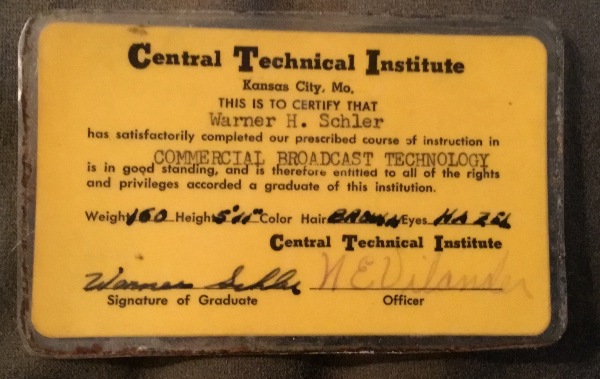 Central Technical Institute
Kansas City, Mo.
THIS IS TO CERTIFY THAT
Warner H. Schler
has satisfactorily completed our prescribed course of instruction in
COMMERCIAL BROADCAST TECHNOLOGY
is in good standing, and is therefore entitled to all of the rights
and privileges accorded a graduate of this institution.
Weight 160 Height 5'11" Color Hair BROWN Eyes HAZEL
Central Technical Institute
Warner Schler N E Vilander
Signature of Graduate Officer